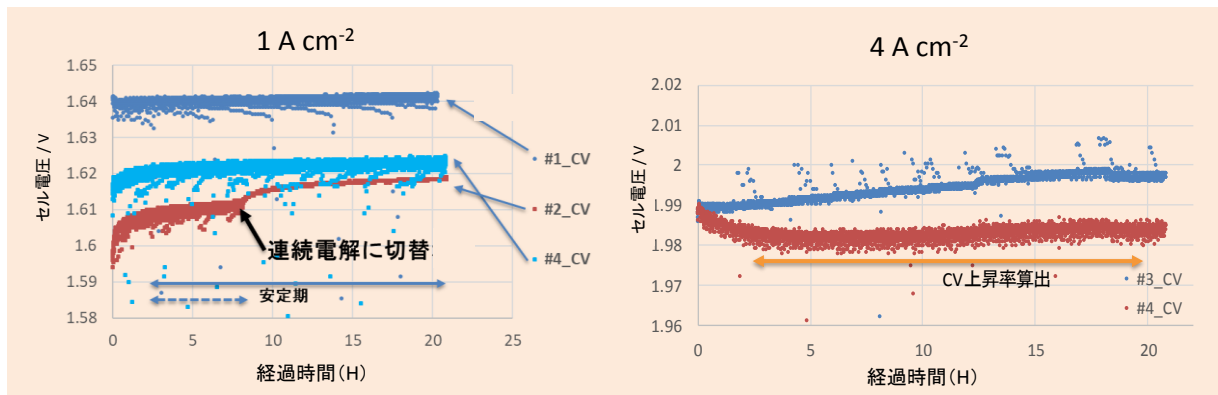 1 A cm-2
1.65
1.64
1.63
1.62
1.61
1.6
1.59
1.58
セル電圧 / V
0 5 10 15 20 25
経過時間（H）
#1_CV
#2_CV
#4_CV
連続電解に切替
安定期
4 A cm-2
2.02
2.01
2
1.99
1.98
1.97
1.96
セル電圧 / V
0 5 10 15 20
経過時間（H）
CV上昇率算出
#3_CV
#4_CV